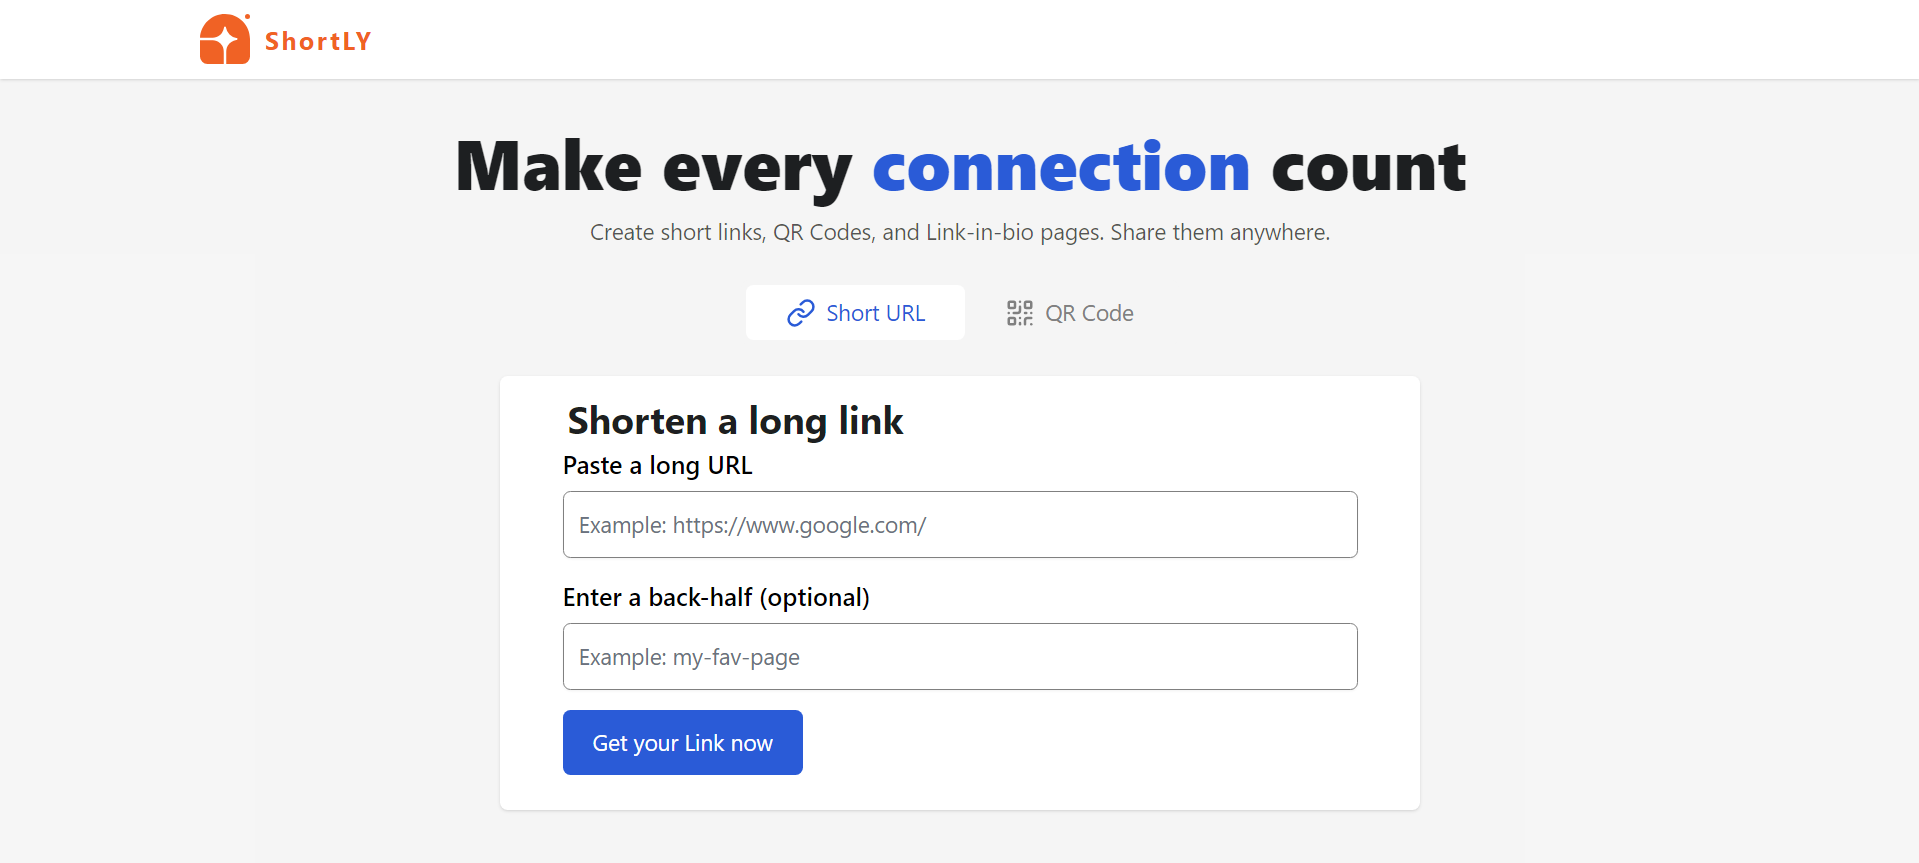 ShortLY
Make every connection count
Create short links, QR Codes, and Link-in-bio pages. Share them anywhere.
Short URL
QR Code
Shorten a long link
Paste a long URL
Example: https://www.google.com/
Enter a back-half (optional)
Example: my-fav-page
Get your Link now